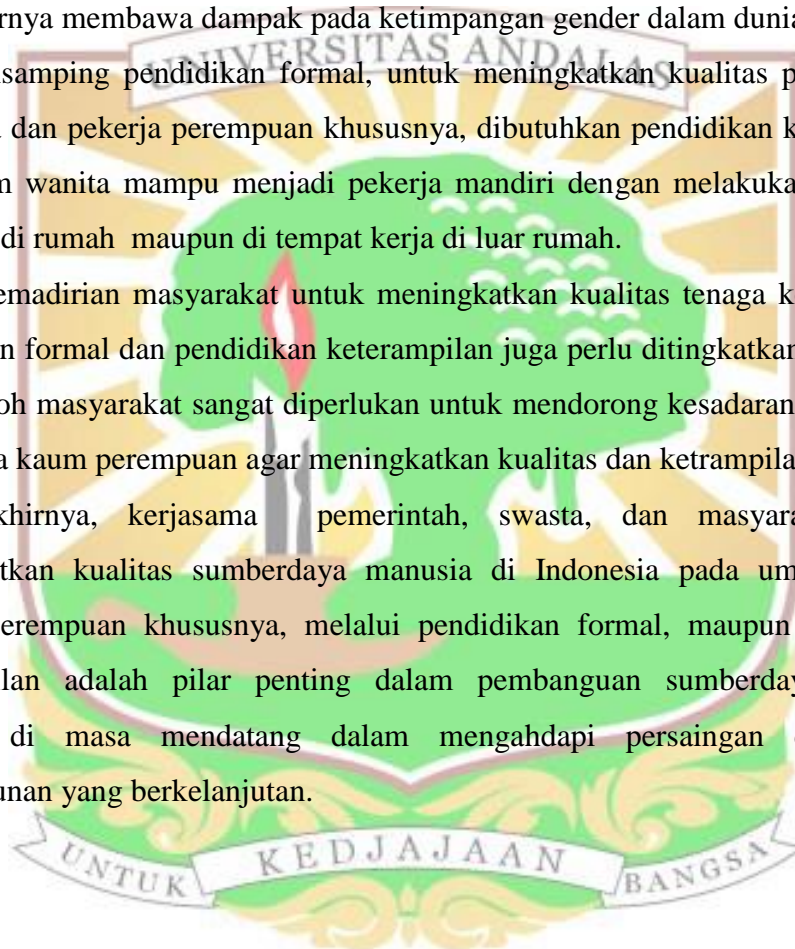 rnya membawa dampak pada ketimpangan gender dalam dunia
UNIVERSITAS ANDALAS
samping pendidikan formal, untuk meningkatkan kualitas p
dan pekerja perempuan khususnya, dibutuhkan pendidikan k
wanita mampu menjadi pekerja mandiri dengan melakuka
di rumah maupun di tempat kerja di luar rumah.
emadirian masyarakat untuk meningkatkan kualitas tenaga k
n formal dan pendidikan keterampilan juga perlu ditingkatkan
oh masyarakat sangat diperlukan untuk mendorong kesadaran
a kaum perempuan agar meningkatkan kualitas dan ketrampila
khirnya, kerjasama pemerintah, swasta, dan masyara
tkan kualitas sumberdaya manusia di Indonesia pada um
erempuan khususnya, melalui pendidikan formal, maupun
lan adalah pilar penting dalam pembanguan sumberday
di masa mendatang dalam mengahdapi persaingan
unan yang berkelanjutan.
UNTUK KEDJAJAAN BANGSA